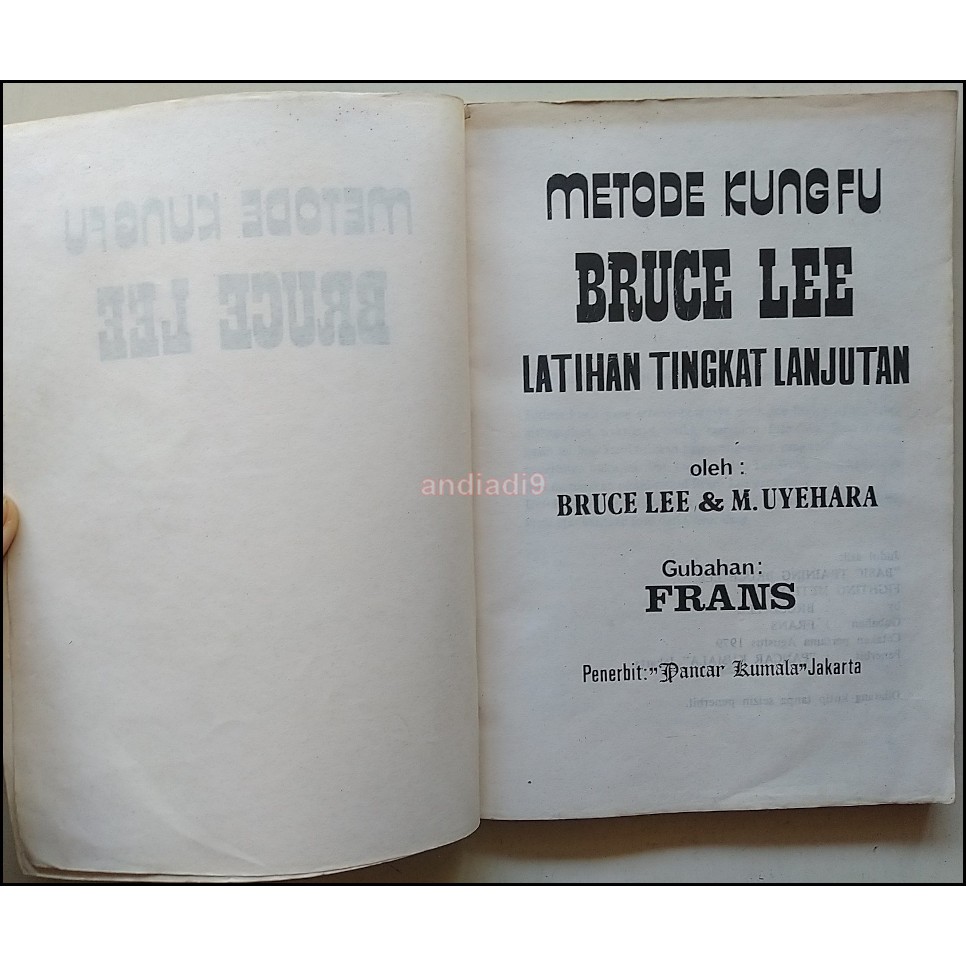 METODE KUNG FU
BRUCE LEE
LATIHAN TINGKAT LANJUTAN
andiadi9
oleh :
BRUCE LEE & M. UYEHARA
Gubahan:
FRANS
Penerbit:"Pancar Kumala"Jakarta